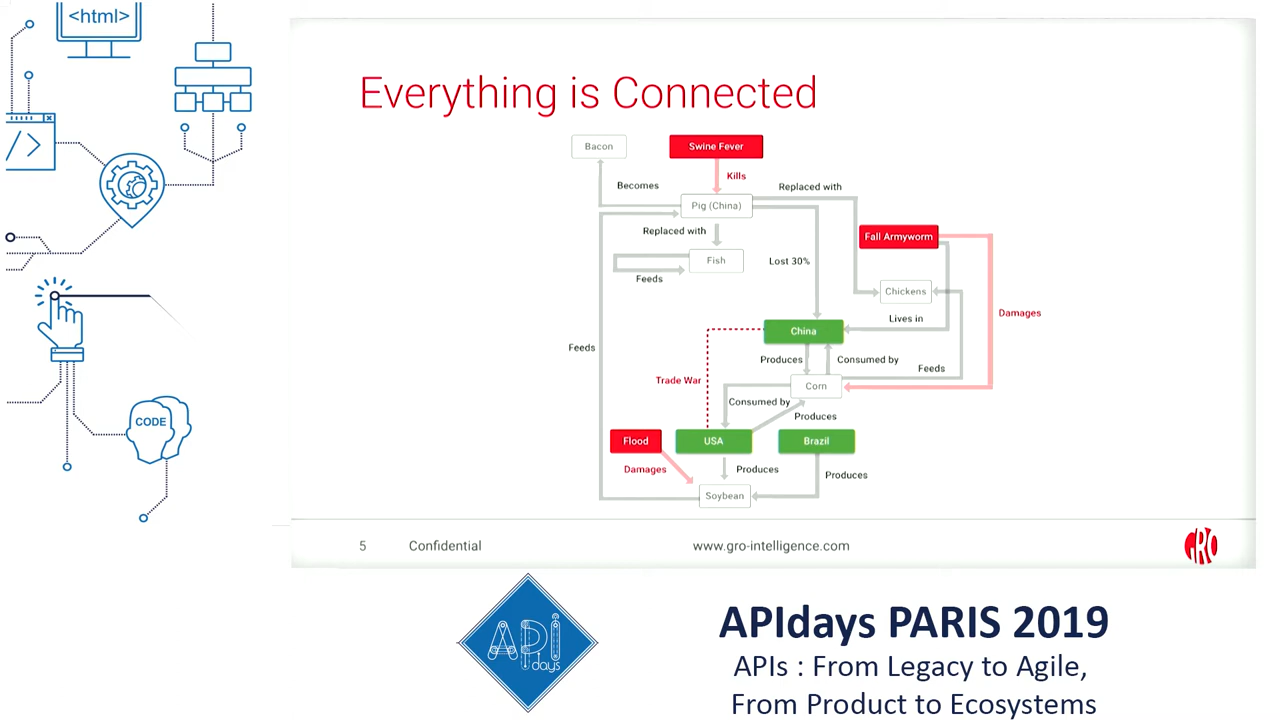 <html>
Everything is Connected
Bacon
Swine Fever
Kills
Becomes
Replaced with
Pig (China)
Replaced with
Fall Armyworm
Fish
Lost 30%
Feeds
Chickens
Lives in
Damages
China
Feeds
Produces
Consumed by
Feeds
Trade War
Corn
Consumed by
Produces
Flood
USA
Brazil
Damages
Produces
Produces
Soybean
5
Confidential
www.gro-intelligence.com
GRO
</>
CODE
API
days
APIdays PARIS 2019
APIs : From Legacy to Agile,
From Product to Ecosystems